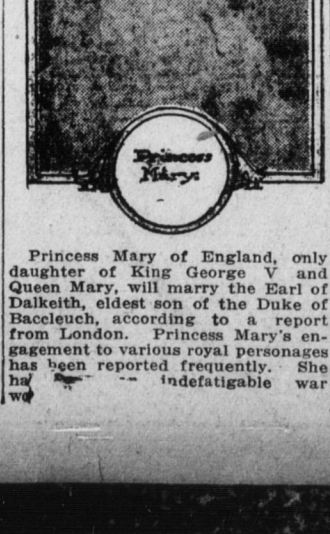 Princess
Mary.
Princess Mary of England, only
daughter of King George V and
Queen Mary, will marry the Earl of
Dalkeith, eldest son of the Duke of
Baccleuch, according to a report
from London. Princess Mary's en-
gagement to various royal personages
has been reported frequently. She
indefatigable war